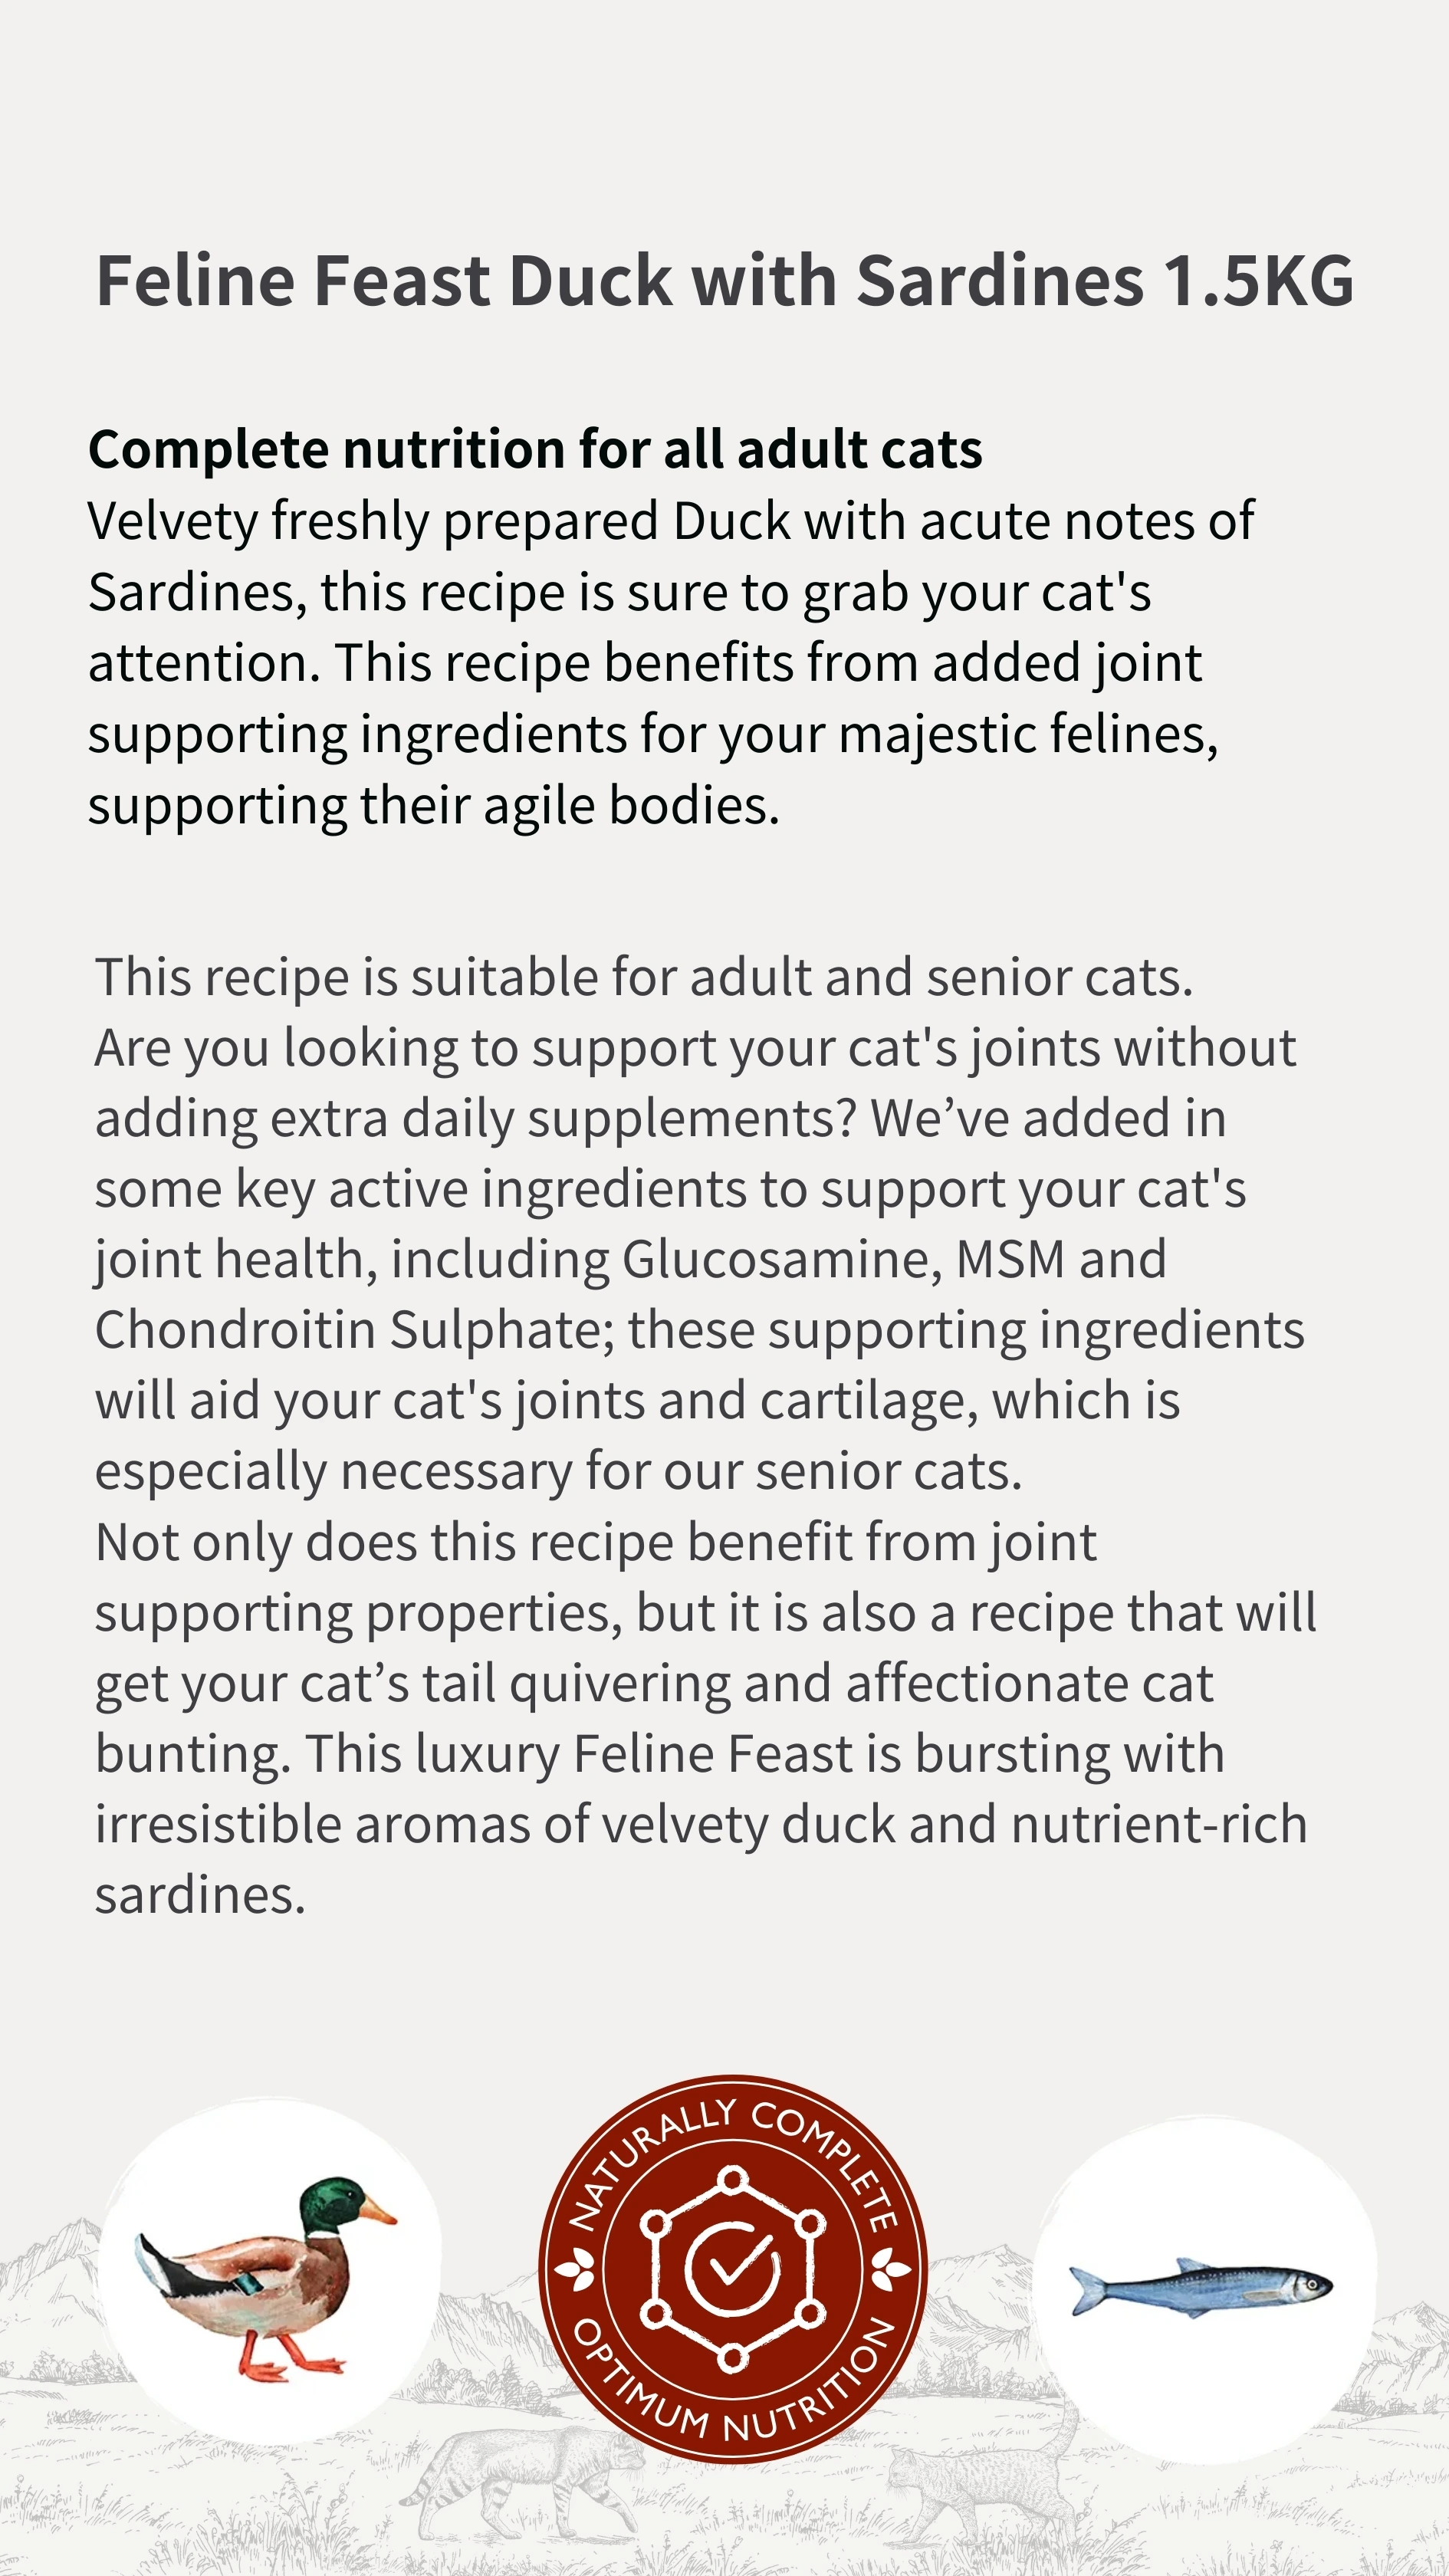 Feline Feast Duck with Sardines 1.5KG
Complete nutrition for all adult cats
Velvety freshly prepared Duck with acute notes of
Sardines, this recipe is sure to grab your cat's
attention. This recipe benefits from added joint
supporting ingredients for your majestic felines,
supporting their agile bodies.
This recipe is suitable for adult and senior cats.
Are you looking to support your cat's joints without
adding extra daily supplements? We’ve added in
some key active ingredients to support your cat's
joint health, including Glucosamine, MSM and
Chondroitin Sulphate; these supporting ingredients
will aid your cat's joints and cartilage, which is
especially necessary for our senior cats.
Not only does this recipe benefit from joint
supporting properties, but it is also a recipe that will
get your cat’s tail quivering and affectionate cat
bunting. This luxury Feline Feast is bursting with
irresistible aromas of velvety duck and nutrient-rich
sardines.
NATURALLY COMPLETE
OPTIMUM NUTRITION